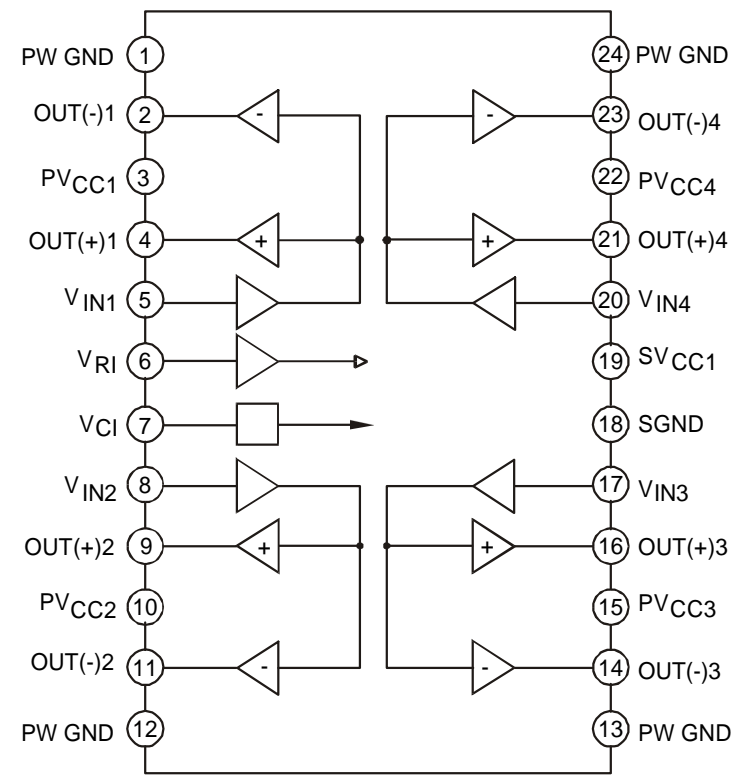 PW GND 1
OUT(-)1 2 -
PVCC1 3
OUT(+)1 4 +
VIN1 5
VRI 6
VCI 7
VIN2 8
OUT(+)2 9 +
PVCC2 10
OUT(-)2 11 -
PW GND 12
24 PW GND
- 23 OUT(-)4
22 PVCC4
+ 21 OUT(+)4
20 VIN4
19 SVCC1
18 SGND
17 VIN3
+ 16 OUT(+)3
15 PVCC3
- 14 OUT(-)3
13 PW GND